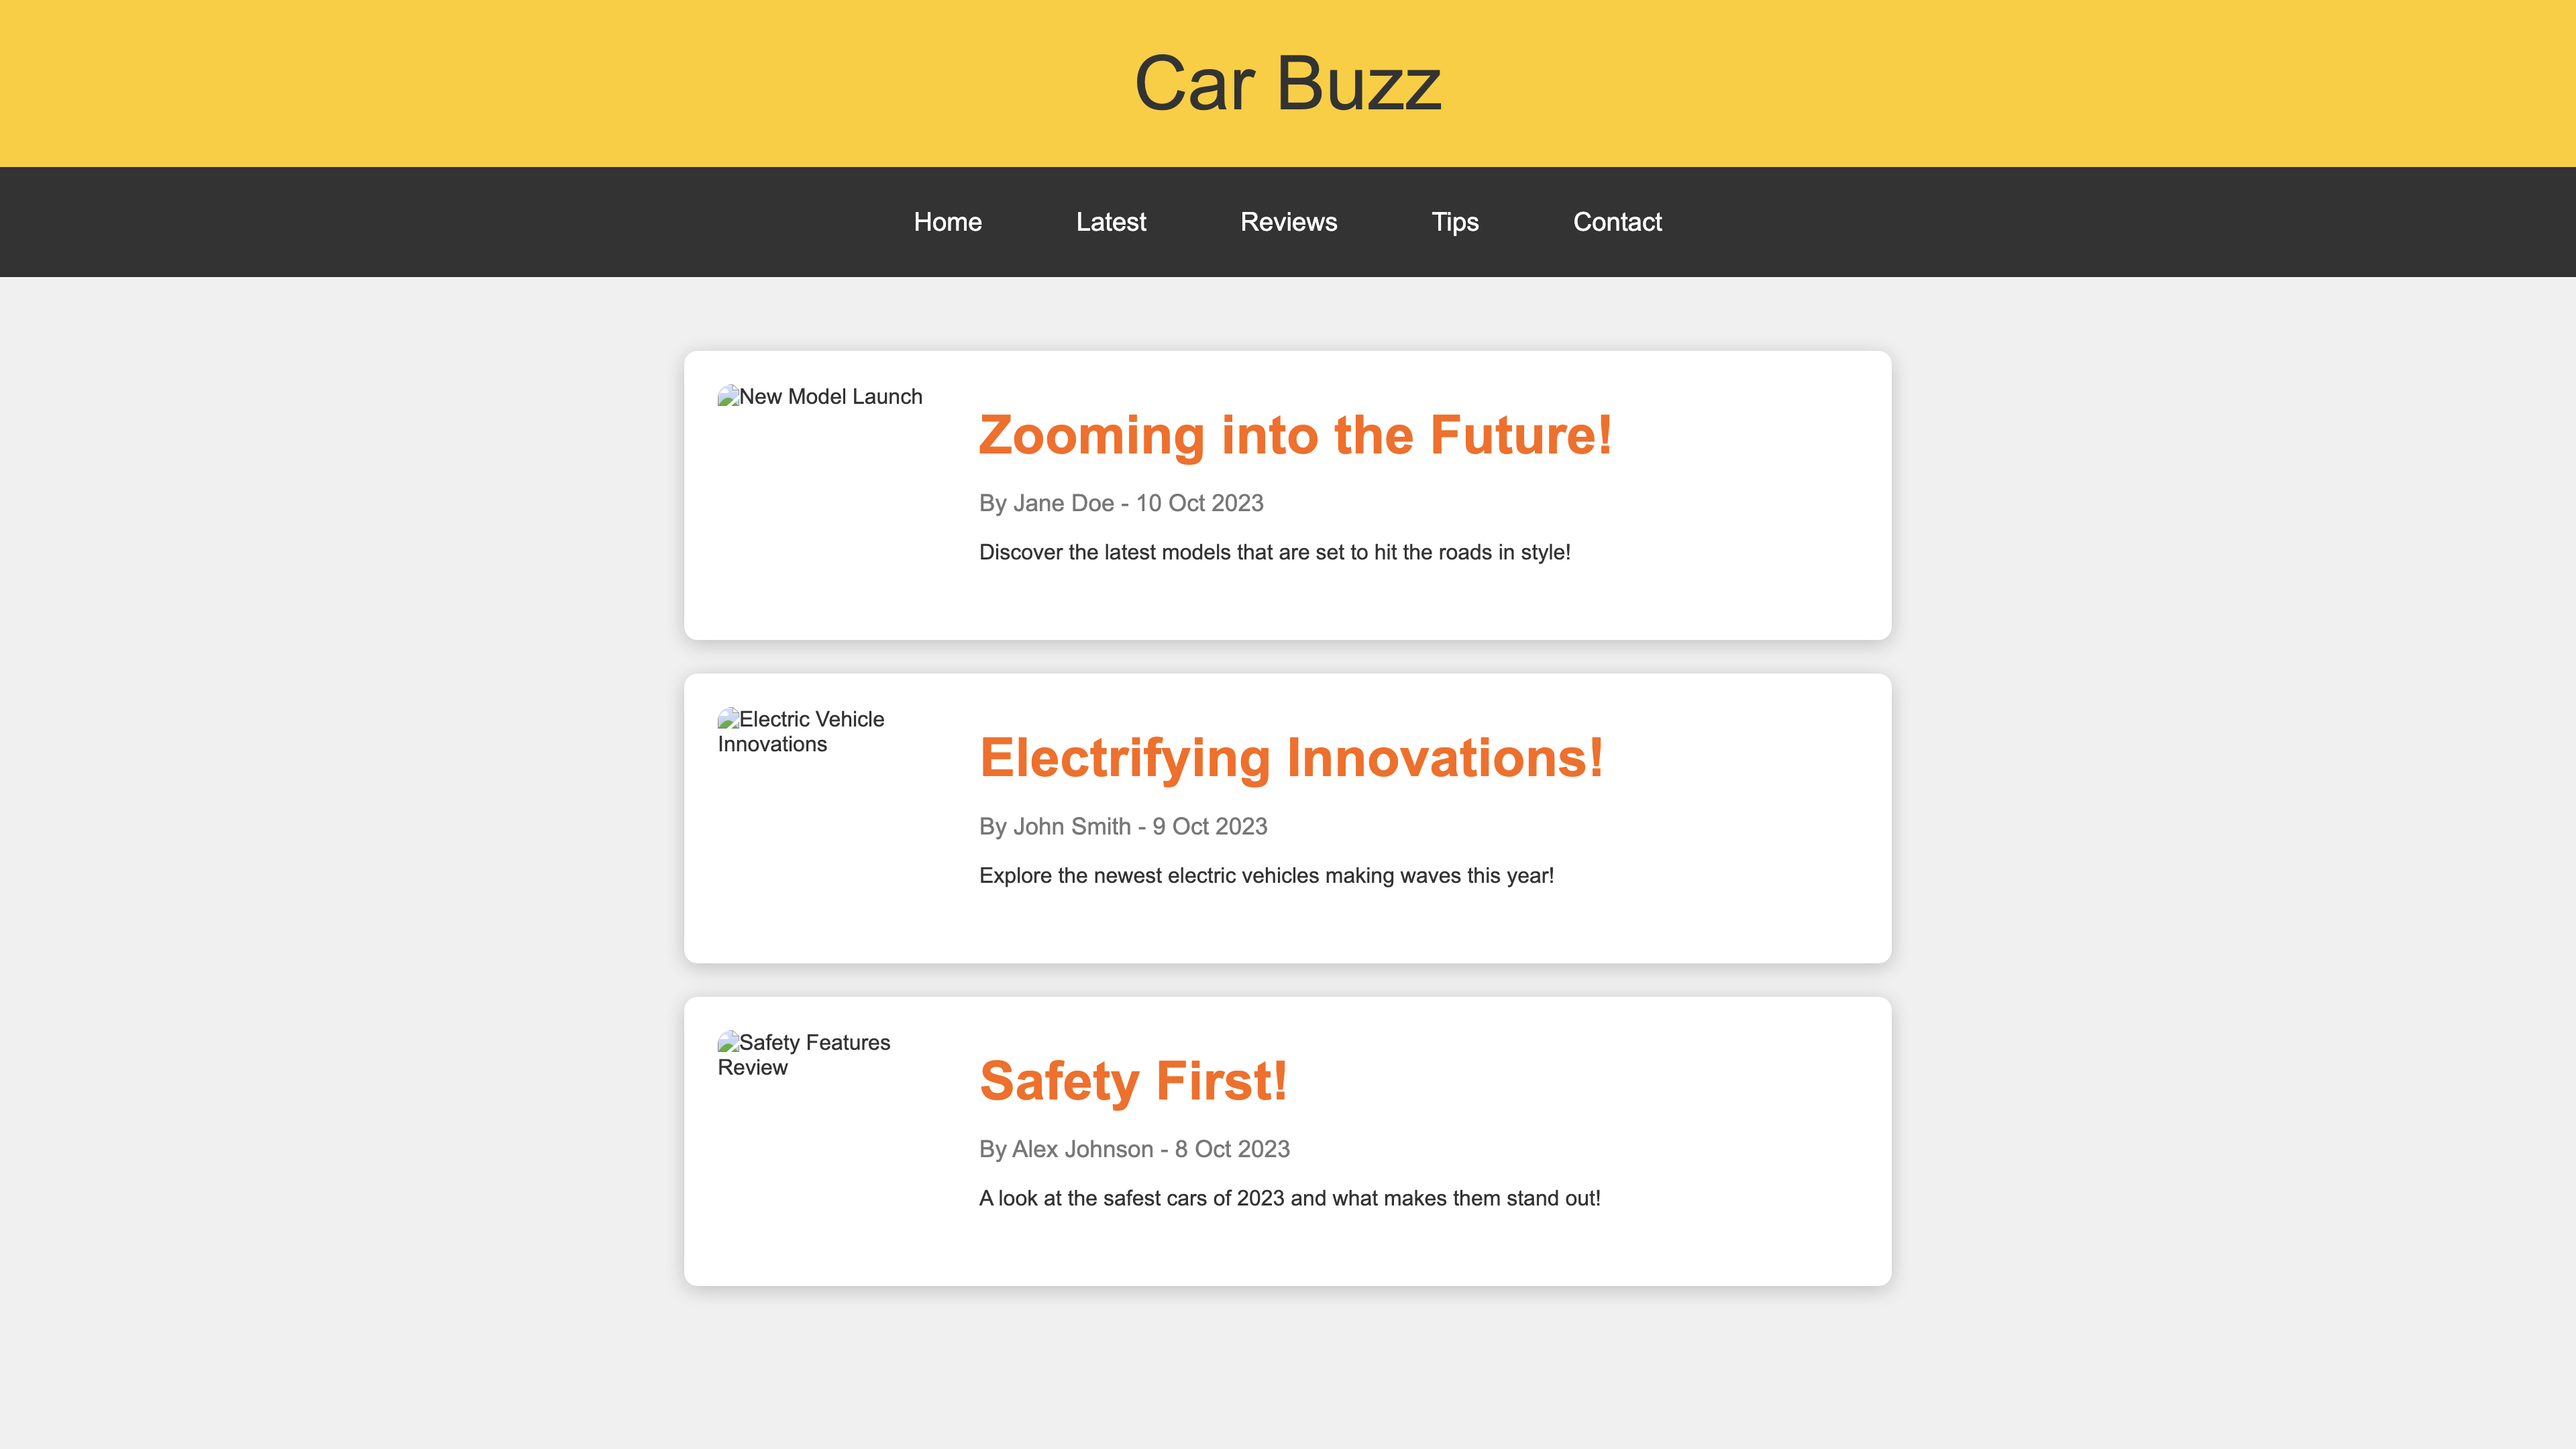 Car Buzz
Home Latest Reviews Tips Contact
New Model Launch
Zooming into the Future!
By Jane Doe - 10 Oct 2023
Discover the latest models that are set to hit the roads in style!
Electric Vehicle
Innovations
Electrifying Innovations!
By John Smith - 9 Oct 2023
Explore the newest electric vehicles making waves this year!
Safety Features
Review
Safety First!
By Alex Johnson - 8 Oct 2023
A look at the safest cars of 2023 and what makes them stand out!